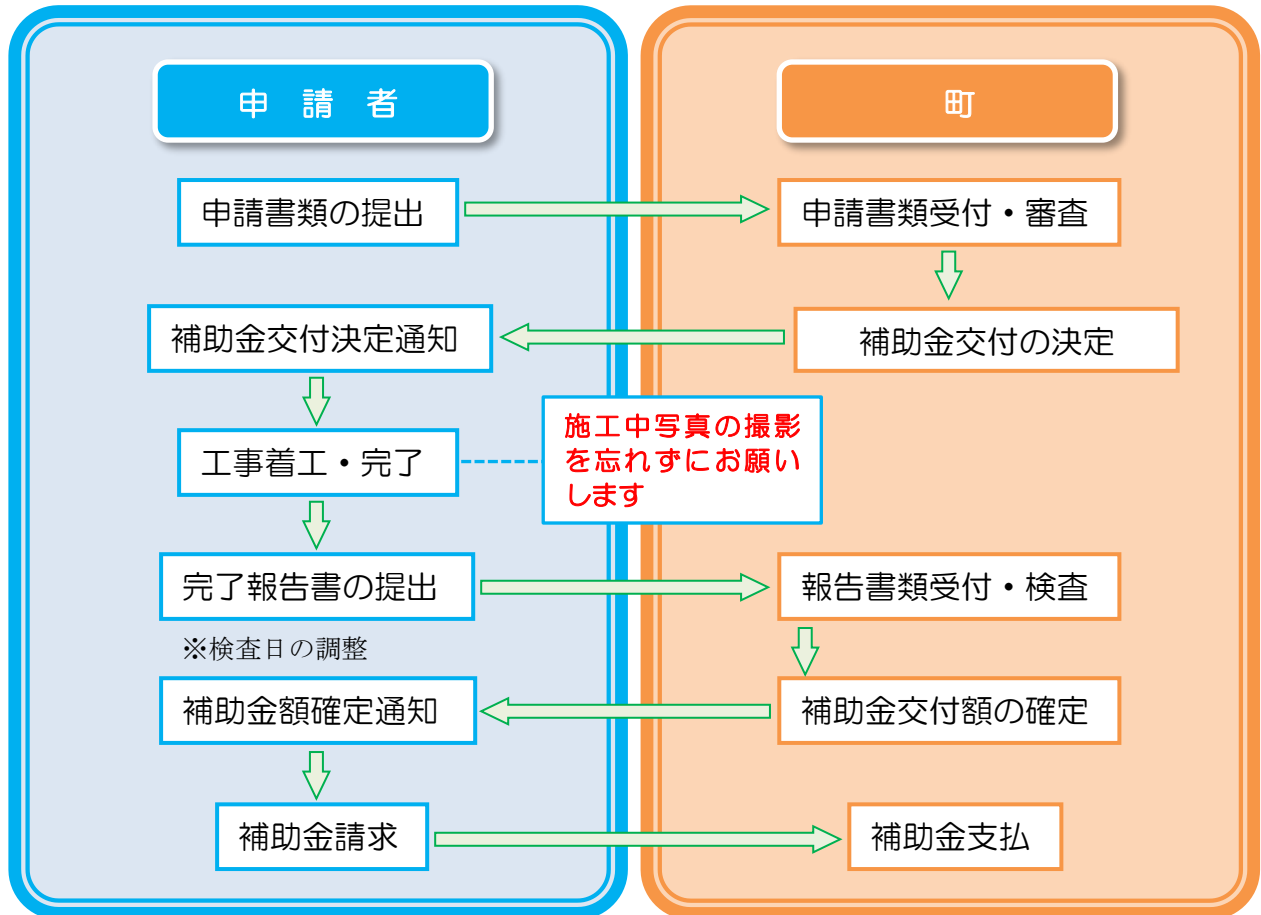 申 請 者
町
申請書類の提出
申請書類受付・審査
補助金交付決定通知
補助金交付の決定
工事着工・完了
施工中写真の撮影
を忘れずにお願い
します
完了報告書の提出
報告書類受付・検査
※検査日の調整
補助金額確定通知
補助金交付額の確定
補助金請求
補助金支払